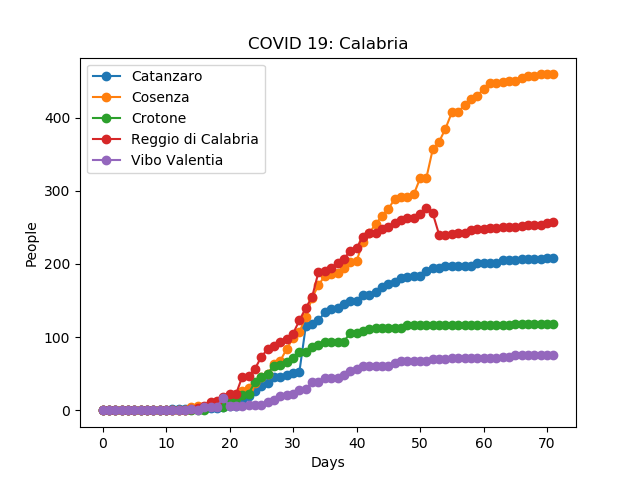 COVID 19: Calabria
Catanzaro
Cosenza
Crotone
Reggio di Calabria
Vibo Valentia
People
400
300
200
100
0
0 10 20 30 40 50 60 70
Days